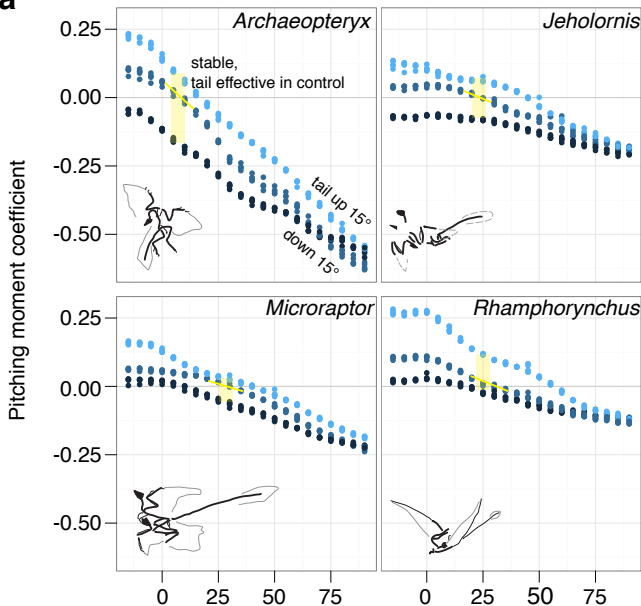 a
Archaeopteryx
Jeholornis
0.25
0.00
-0.25
-0.50
stable,
tail effective in control
tail up 15°
down 15°
Pitching moment coefficient
Microraptor
Rhamphorynchus
0.25
0.00
-0.25
-0.50
0 25 50 75
0 25 50 75